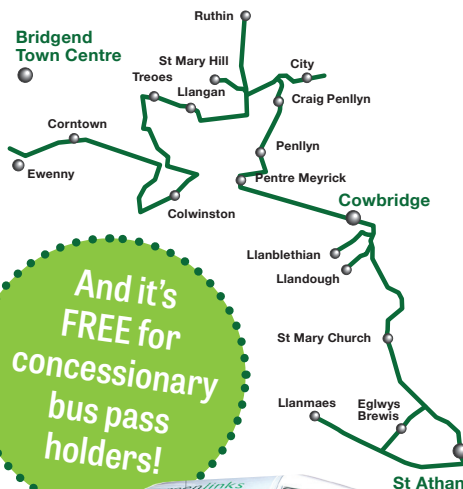 Ruthin
Bridgend
Town Centre
St Mary Hill
City
Treoes
Llangan
Craig Penllyn
Corntown
Penllyn
Ewenny
Pentre Meyrick
Colwinston
Cowbridge
Llanblethian
Llandough
And it's
FREE for
concessionary
bus pass
holders!
St Mary Church
Llanmaes
Eglwys
Brewis
St Athan